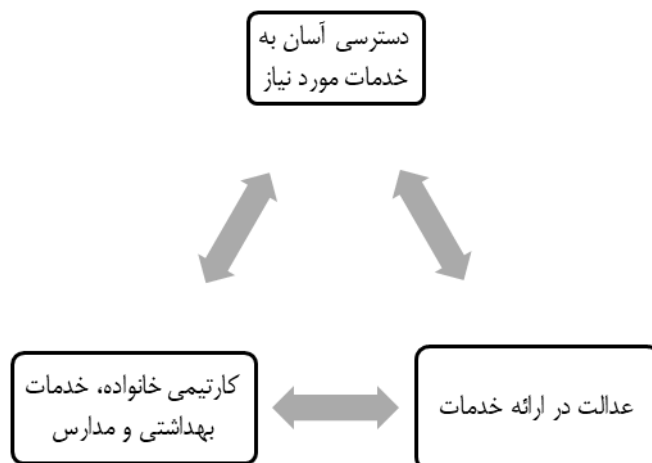 دسترسی آسان به
خدمات مورد نیاز
عدالت در ارائه خدمات
کارتیمی خانواده، خدمات
بهداشتی و مدارس